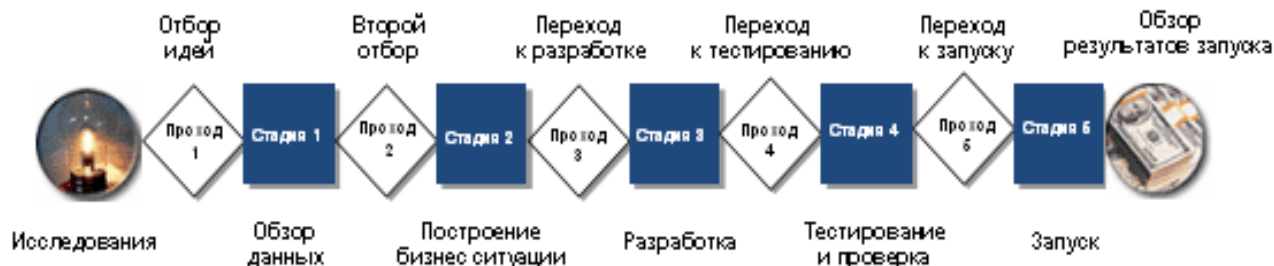 Отбор
идей
Второй
отбор
Переход
к разработке
Переход
к тестированию
Переход
к запуску
Обзор
результатов запуска
Проход
1
Стадия 1
Проход
2
Стадия 2
Проход
3
Стадия 3
Проход
4
Стадия 4
Проход
5
Стадия 5
Исследования
Обзор
данных
Построение
бизнес ситуации
Разработка
Тестирование
и проверка
Запуск